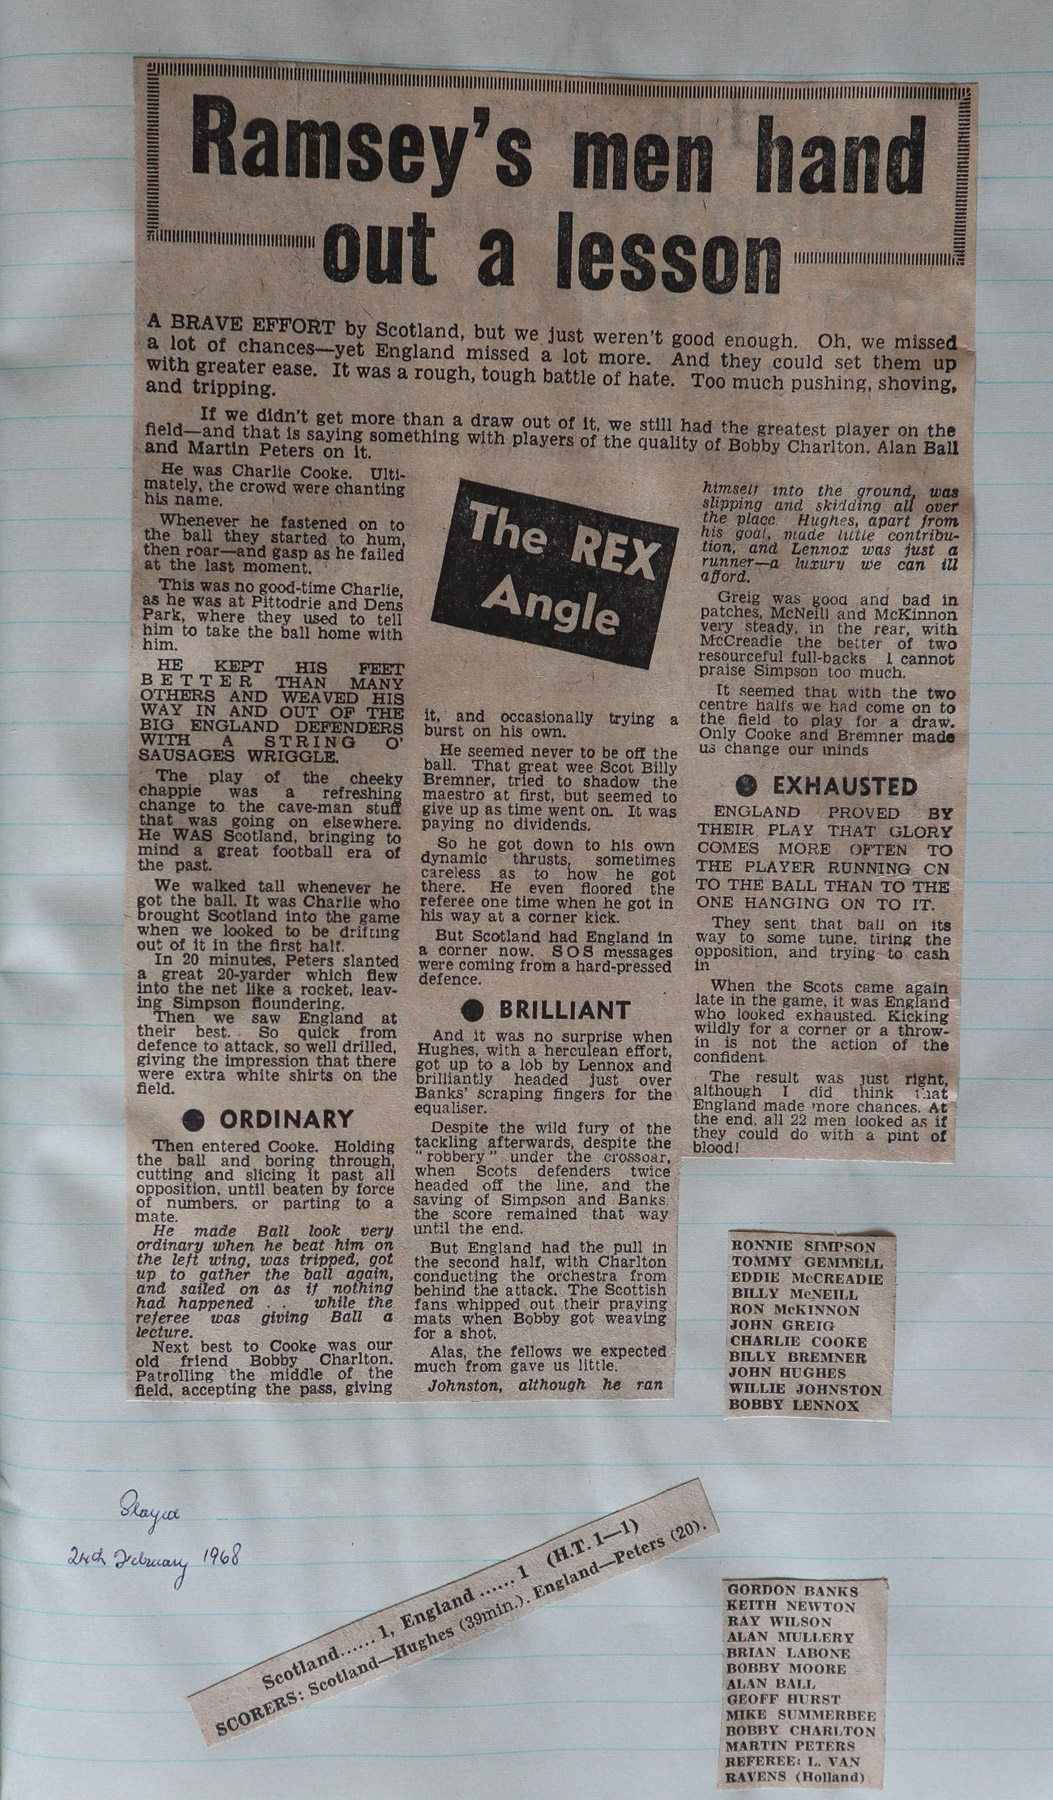 Ramsey's men hand
out a lesson
A BRAVE EFFORT by Scotland, but we just weren't good enough. Oh, we missed
a lot of chances—yet England missed a lot more. And they could set them up
with greater ease. It was a rough, tough battle of hate. Too much pushing, shoving,
and tripping.
If we didn't get more than a draw out of it, we still had the greatest player on the
field—and that is saying something with players of the quality of Bobby Charlton, Alan Ball
and Martin Peters on it.
He was Charlie Cooke. Ulti-
mately, the crowd were chanting
his name.
Whenever he fastened on to
the ball they started to hum,
then roar—and gasp as he failed
at the last moment.
This was no good-time Charlie,
as he was at Pittodrie and Dens
Park, where they used to tell
him to take the ball home with
him.
HE KEPT HIS FEET
BETTER THAN MANY
OTHERS AND WEAVED HIS
WAY IN AND OUT OF THE
BIG ENGLAND DEFENDERS
WITH A STRING O'
SAUSAGES WRIGGLE.
The play of the cheeky
chappie was a refreshing
change to the cave-man stuff
that was going on elsewhere.
He WAS Scotland, bringing to
mind a great football era of
the past.
We walked tall whenever he
got the ball. It was Charlie who
brought Scotland into the game
when we looked to be drifting
out of it in the first half.
In 20 minutes, Peters slanted
a great 20-yarder which flew
into the net like a rocket, leav-
ing Simpson floundering.
Then we saw England at
their best. So quick from
defence to attack, so well drilled,
giving the impression that there
were extra white shirts on the
field.
● ORDINARY
Then entered Cooke. Holding
the ball and boring through,
cutting and slicing it past all
opposition, until beaten by force
of numbers, or parting to a
mate.
He made Ball look very
ordinary when he beat him on
the left wing, was tripped, got
up to gather the ball again,
and sailed on as if nothing
had happened . . while the
referee was giving Ball a
lecture.
Next best to Cooke was our
old friend Bobby Charlton.
Patrolling the middle of the
field, accepting the pass, giving
The REX
Angle
it, and occasionally trying a
burst on his own.
He seemed never to be off the
ball. That great wee Scot Billy
Bremner, tried to shadow the
maestro at first, but seemed to
give up as time went on. It was
paying no dividends.
So he got down to his own
dynamic thrusts, sometimes
careless as to how he got
there. He even floored the
referee one time when he got in
his way at a corner kick.
But Scotland had England in
a corner now. SOS messages
were coming from a hard-pressed
defence.
● BRILLIANT
And it was no surprise when
Hughes, with a herculean effort,
got up to a lob by Lennox and
brilliantly headed just over
Banks' scraping fingers for the
equaliser.
Despite the wild fury of the
tackling afterwards, despite the
"robbery" under the crossbar,
when Scots defenders twice
headed off the line, and the
saving of Simpson and Banks
the score remained that way
until the end.
But England had the pull in
the second half, with Charlton
conducting the orchestra from
behind the attack. The Scottish
fans whipped out their praying
mats when Bobby got weaving
for a shot.
Alas, the fellows we expected
much from gave us little.
Johnston, although he ran
himself into the ground, was
slipping and skidding all over
the place. Hughes, apart from
his goal, made little contribu-
tion, and Lennox was just a
runner—a luxury we can ill
afford.
Greig was good and bad in
patches, McNeill and McKinnon
very steady, in the rear, with
McCreadie the better of two
resourceful full-backs I cannot
praise Simpson too much.
It seemed that with the two
centre halfs we had come on to
the field to play for a draw.
Only Cooke and Bremner made
us change our minds
● EXHAUSTED
ENGLAND PROVED BY
THEIR PLAY THAT GLORY
COMES MORE OFTEN TO
THE PLAYER RUNNING ON
TO THE BALL THAN TO THE
ONE HANGING ON TO IT.
They sent that ball on its
way to some tune, tiring the
opposition, and trying to cash
in
When the Scots came again
late in the game, it was England
who looked exhausted. Kicking
wildly for a corner or a throw-
in is not the action of the
confident.
The result was just right,
although I did think that
England made more chances. At
the end, all 22 men looked as if
they could do with a pint of
blood!
RONNIE SIMPSON
TOMMY GEMMELL
EDDIE McCREADIE
BILLY McNEILL
RON McKINNON
JOHN GREIG
CHARLIE COOKE
BILLY BREMNER
JOHN HUGHES
WILLIE JOHNSTON
BOBBY LENNOX
Played
24th February 1968
Scotland...... 1, England ...... 1 (H.T. 1—1)
SCORERS: Scotland—Hughes (39min.). England—Peters (20).
GORDON BANKS
KEITH NEWTON
RAY WILSON
ALAN MULLERY
BRIAN LABONE
BOBBY MOORE
ALAN BALL
GEOFF HURST
MIKE SUMMERBEE
BOBBY CHARLTON
MARTIN PETERS
REFEREE: L. VAN
RAVENS (Holland)